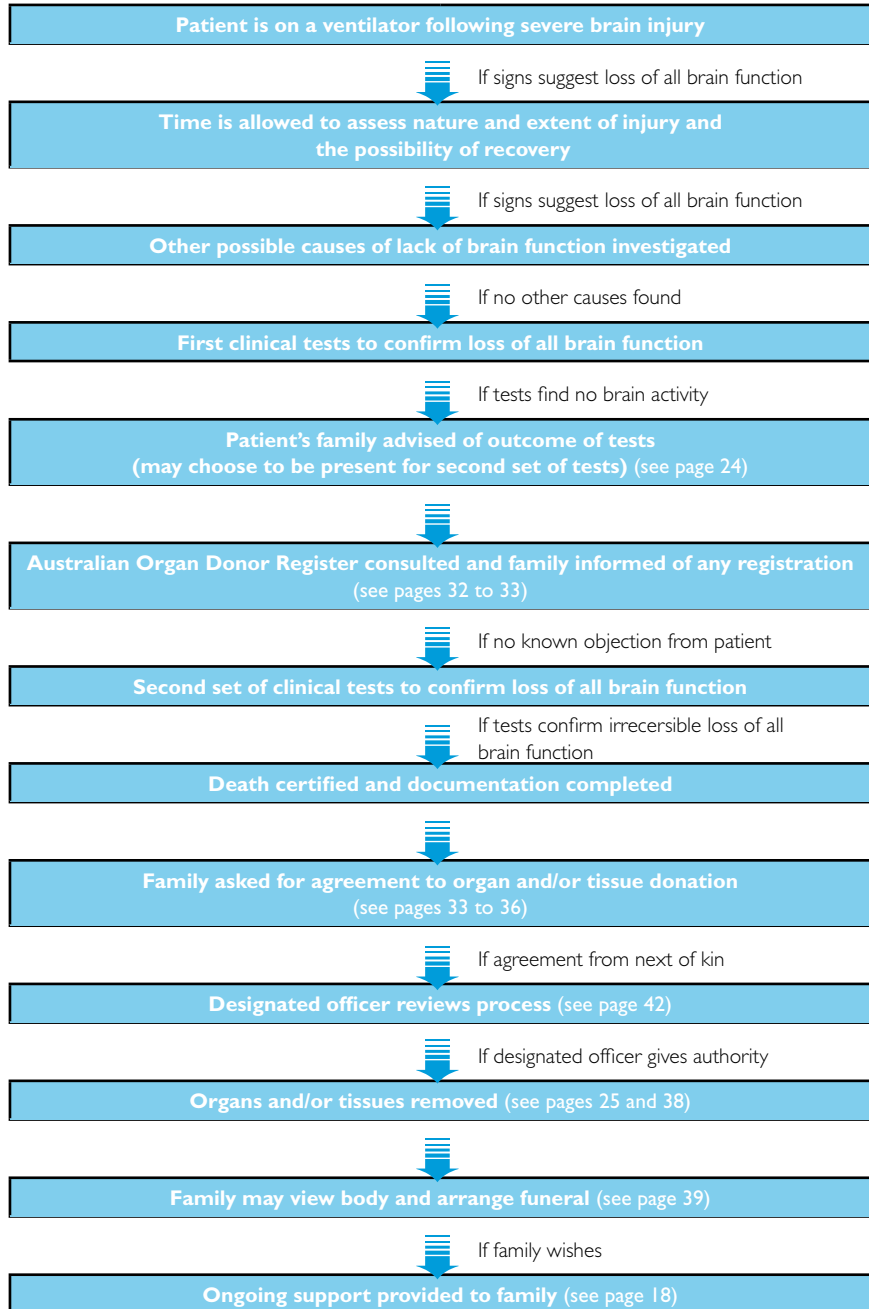 Patient is on a ventilator following severe brain injury
If signs suggest loss of all brain function
Time is allowed to assess nature and extent of injury and
the possibility of recovery
If signs suggest loss of all brain function
Other possible causes of lack of brain function investigated
If no other causes found
First clinical tests to confirm loss of all brain function
If tests find no brain activity
Patient's family advised of outcome of tests
(may choose to be present for second set of tests) (see page 24)
Australian Organ Donor Register consulted and family informed of any registration
(see pages 32 to 33)
If no known objection from patient
Second set of clinical tests to confirm loss of all brain function
If tests confirm irrecersible loss of all
brain function
Death certified and documentation completed
Family asked for agreement to organ and/or tissue donation
(see pages 33 to 36)
If agreement from next of kin
Designated officer reviews process (see page 42)
If designated officer gives authority
Organs and/or tissues removed (see pages 25 and 38)
Family may view body and arrange funeral (see page 39)
If family wishes
Ongoing support provided to family (see page 18)